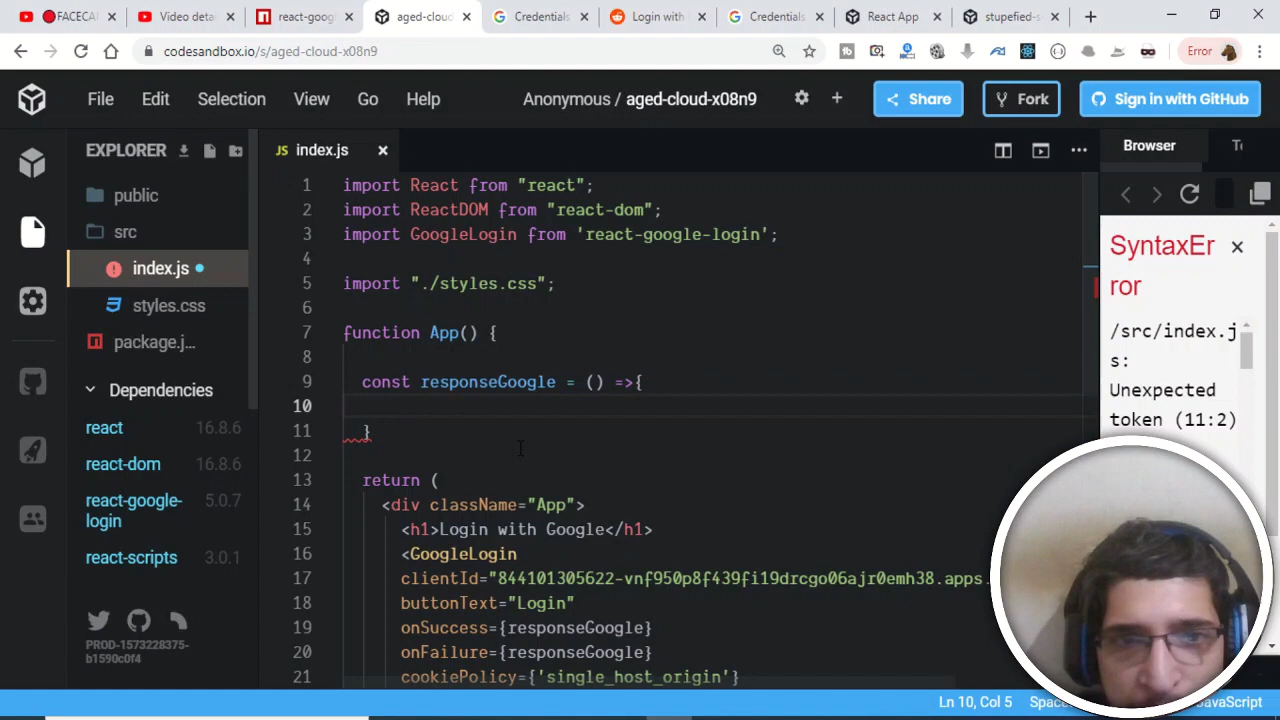 FACECA
Video deta
react-goog
aged-cloud
Credentials
Login with
Credentials
React App
stupefied-s
codesandbox.io/s/aged-cloud-x08n9
Error
File Edit Selection View Go Help
Anonymous / aged-cloud-x08n9
Share
Fork
Sign in with GitHub
EXPLORER
public
src
index.js
styles.css
package.j...
Dependencies
react 16.8.6
react-dom 16.8.6
react-google-login 5.0.7
react-scripts 3.0.1
PROD-1573228375-
b1590c0f4
JS index.js
1 import React from "react";
2 import ReactDOM from "react-dom";
3 import GoogleLogin from 'react-google-login';
4
5 import "./styles.css";
6
7 function App() {
8
9 const responseGoogle = () =>{
10
11 }
12
13 return (
14 <div className="App">
15 <h1>Login with Google</h1>
16 <GoogleLogin
17 clientId="844101305622-vnf950p8f439fi19drcgo06ajr0emh38.apps.
18 buttonText="Login"
19 onSuccess={responseGoogle}
20 onFailure={responseGoogle}
21 cookiePolicy={'single_host_origin'}
Browser
SyntaxEr
ror
/src/index.j
s:
Unexpected
token (11:2)
Ln 10, Col 5
Space
JavaScript